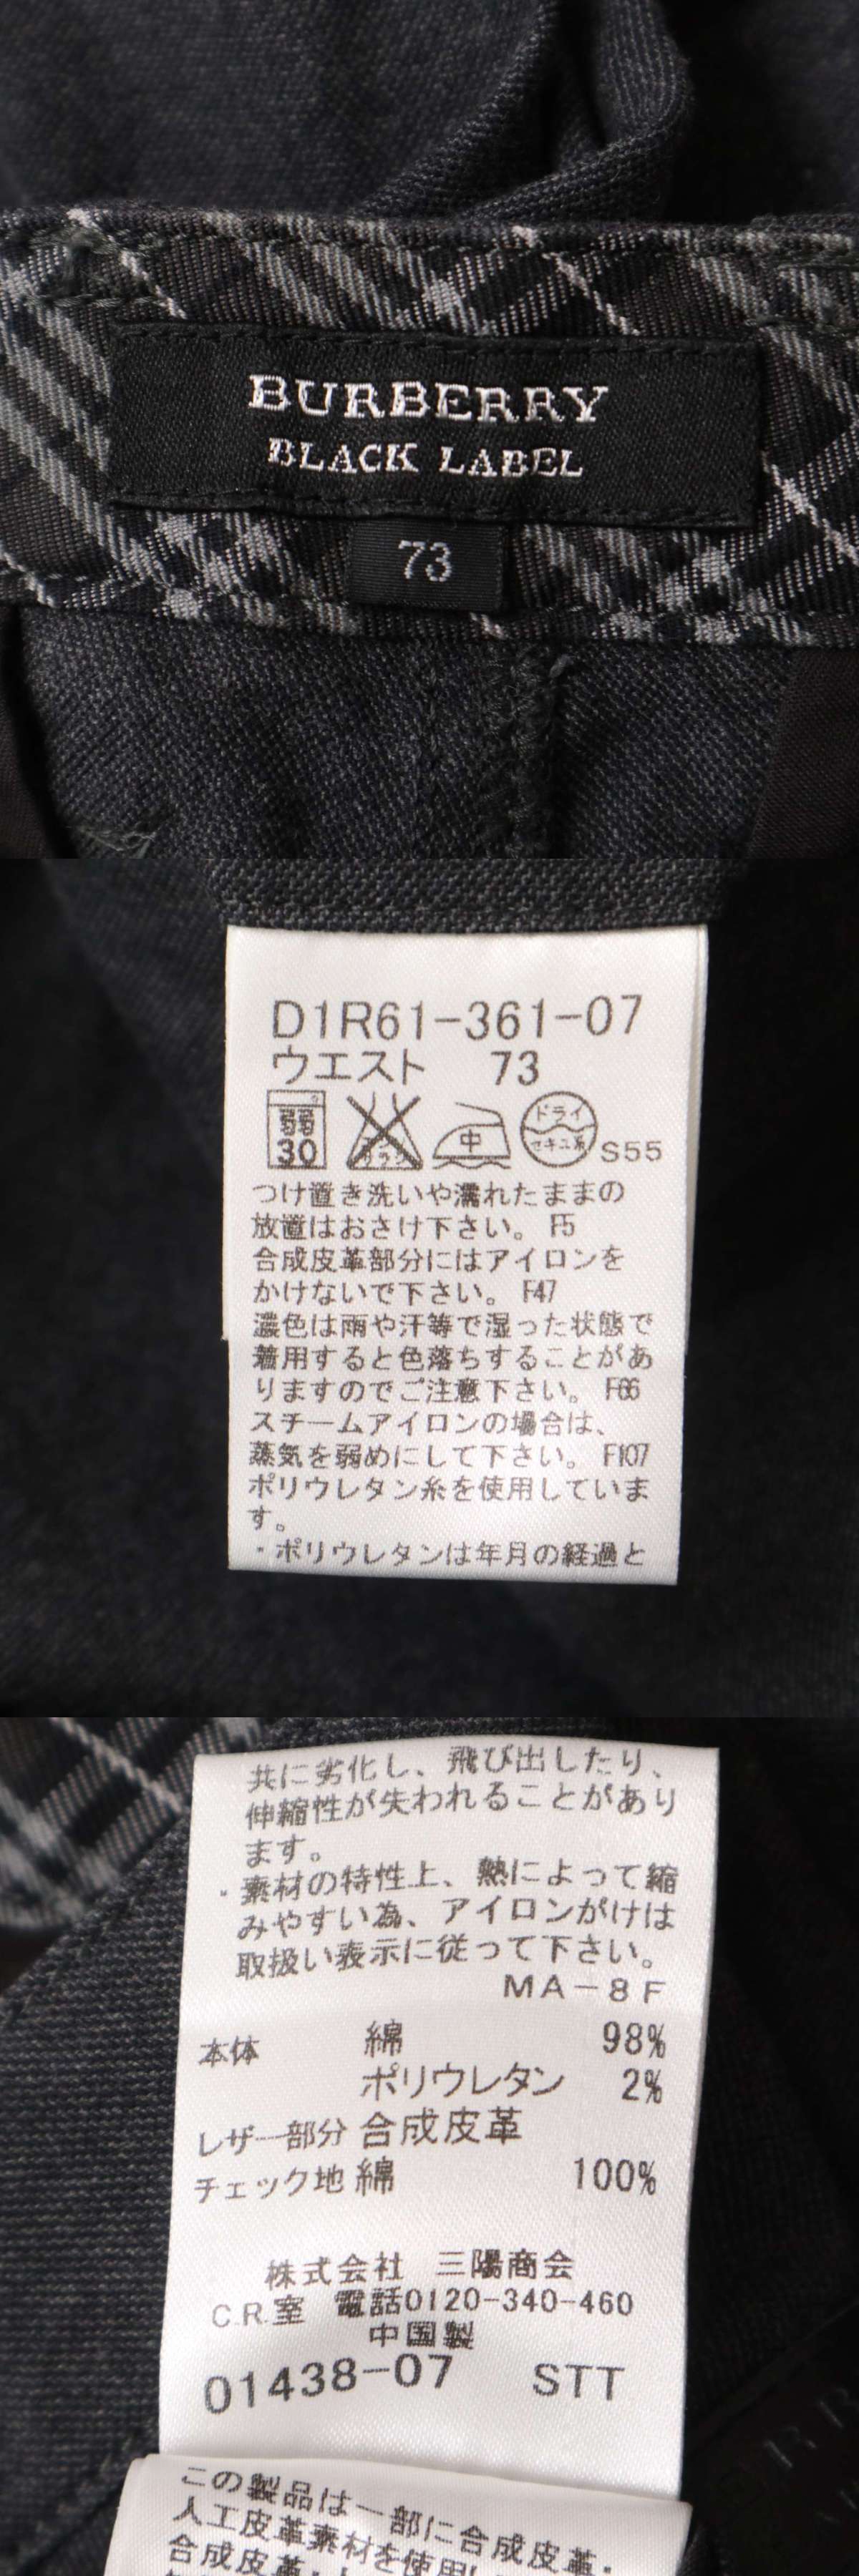 BURBERRY
BLACK LABEL
73
D1R61-361-07
ウエスト 73
弱
30
中
ドライ
セキユ系
S55
つけ置き洗いや濡れたままの
放置はおさけ下さい。 F5
合成皮革部分にはアイロンを
かけないで下さい。 F47
濃色は雨や汗等で湿った状態で
着用すると色落ちすることがあ
りますのでご注意下さい。 F66
スチームアイロンの場合は、
蒸気を弱めにして下さい。 F107
ポリウレタン糸を使用していま
す。
・ポリウレタンは年月の経過と
共に劣化し、飛び出したり、
伸縮性が失われることがあり
ます。
・素材の特性上、熱によって縮
みやすい為、アイロンがけは
取扱い表示に従って下さい。
MA-8F
本体 綿 98%
ポリウレタン 2%
レザー部分 合成皮革
チェック地 綿 100%
株式会社 三陽商会
C.R.室 電話0120-340-460
中国製
01438-07 STT
この製品は一部に合成皮革・
人工皮革素材を使用し
合成皮革・